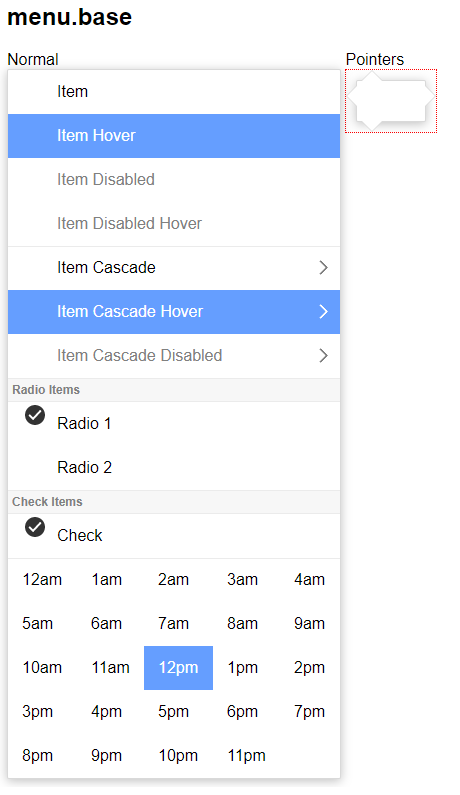 menu.base
Normal
Pointers
Item
Item Hover
Item Disabled
Item Disabled Hover
Item Cascade
Item Cascade Hover
Item Cascade Disabled
Radio Items
Radio 1
Radio 2
Check Items
Check
12am 1am 2am 3am 4am
5am 6am 7am 8am 9am
10am 11am 12pm 1pm 2pm
3pm 4pm 5pm 6pm 7pm
8pm 9pm 10pm 11pm